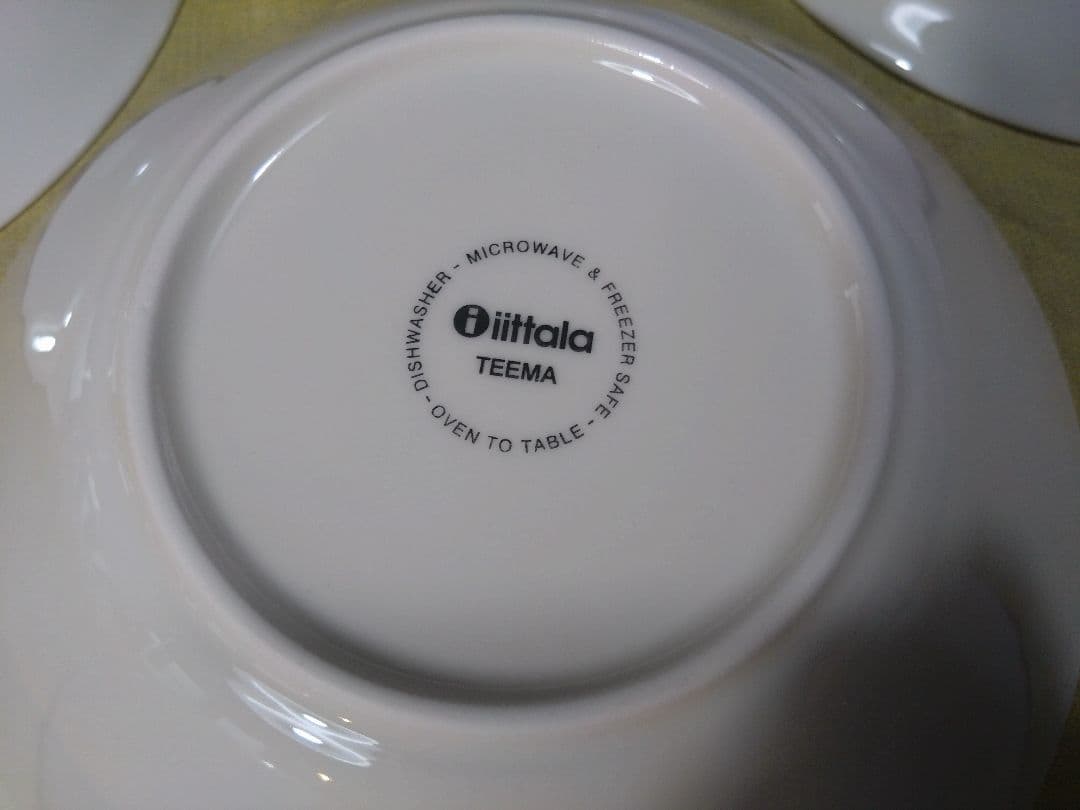 iittala
TEEMA
DISHWASHER - MICROWAVE & FREEZER SAFE - OVEN TO TABLE -